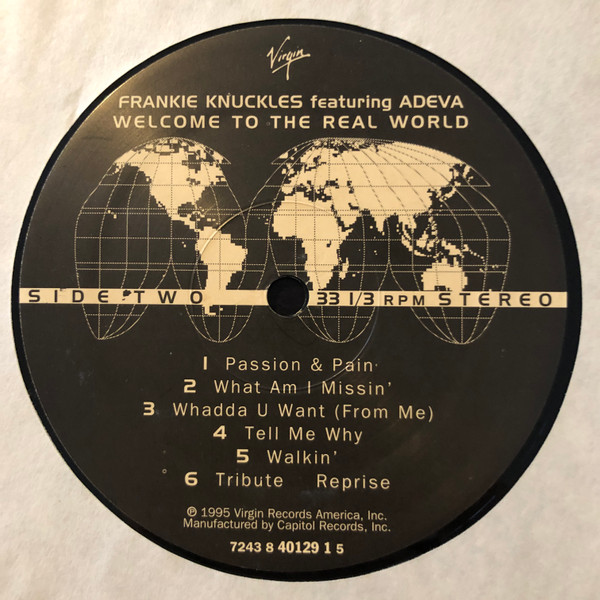 Virgin
FRANKIE KNUCKLES featuring ADEVA
WELCOME TO THE REAL WORLD
SIDE TWO 33 1/3 RPM STEREO
1 Passion & Pain
2 What Am I Missin'
3 Whadda U Want (From Me)
4 Tell Me Why
5 Walkin'
6 Tribute Reprise
℗ 1995 Virgin Records America, Inc.
Manufactured by Capitol Records, Inc.
7243 8 40129 1 5